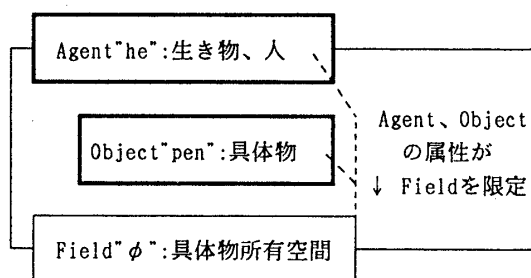 Agent"he":生き物、人
Object"pen":具体物
Agent、Object
の属性が
↓ Fieldを限定
Field"φ":具体物所有空間